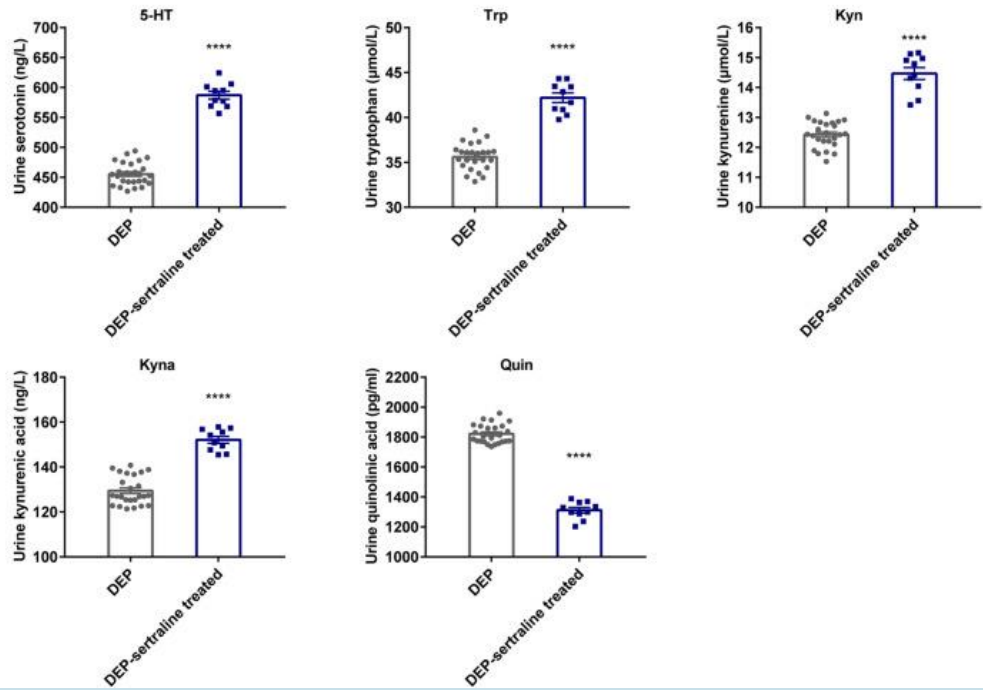 5-HT
Urine serotonin (ng/L)
700
650
600
550
500
450
400
****
DEP
DEP-sertraline treated
Trp
Urine tryptophan (μmol/L)
50
45
40
35
30
****
DEP
DEP-sertraline treated
Kyn
Urine kynurenine (μmol/L)
16
15
14
13
12
11
10
****
DEP
DEP-sertraline treated
Kyna
Urine kynurenic acid (ng/L)
180
160
140
120
100
****
DEP
DEP-sertraline treated
Quin
Urine quinolinic acid (pg/ml)
2200
2000
1800
1600
1400
1200
1000
****
DEP
DEP-sertraline treated